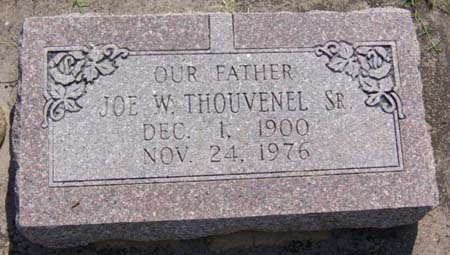 OUR FATHER
JOE W. THOUVENEL SR.
DEC. 1, 1900
NOV. 24, 1976